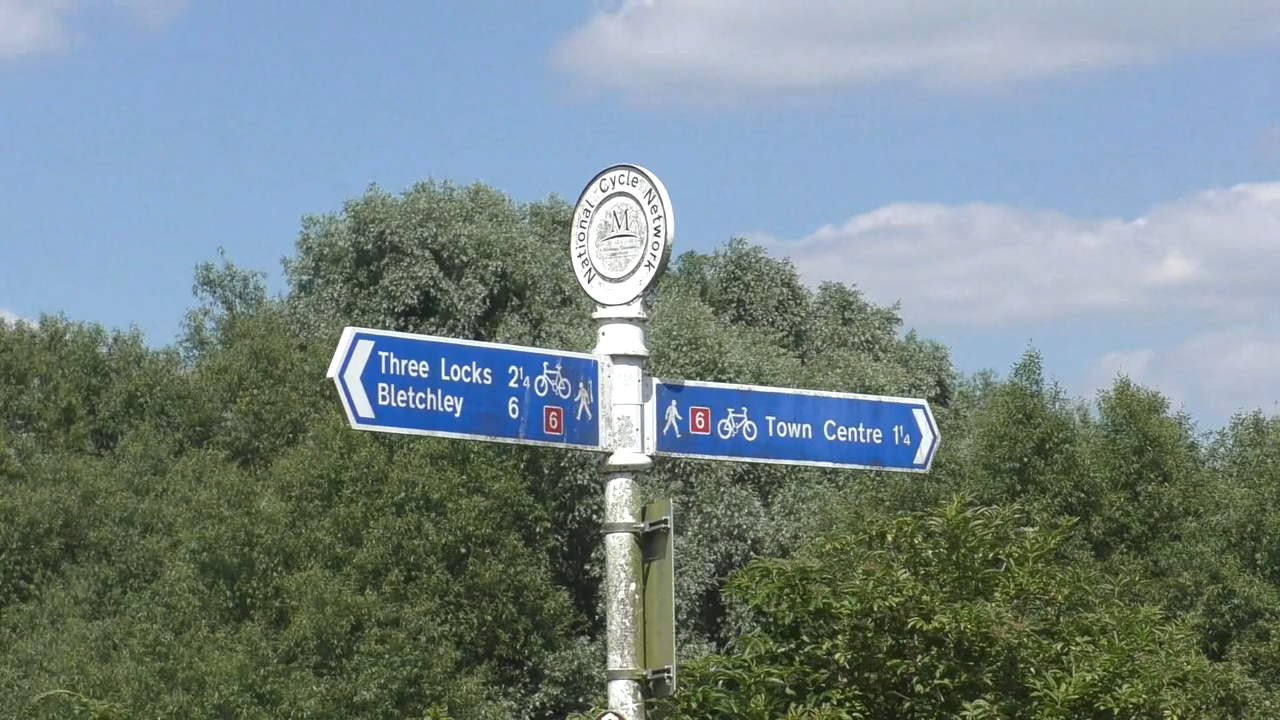 National Cycle Network
M
Three Locks 2¼
Bletchley 6
6
6 Town Centre 1¼